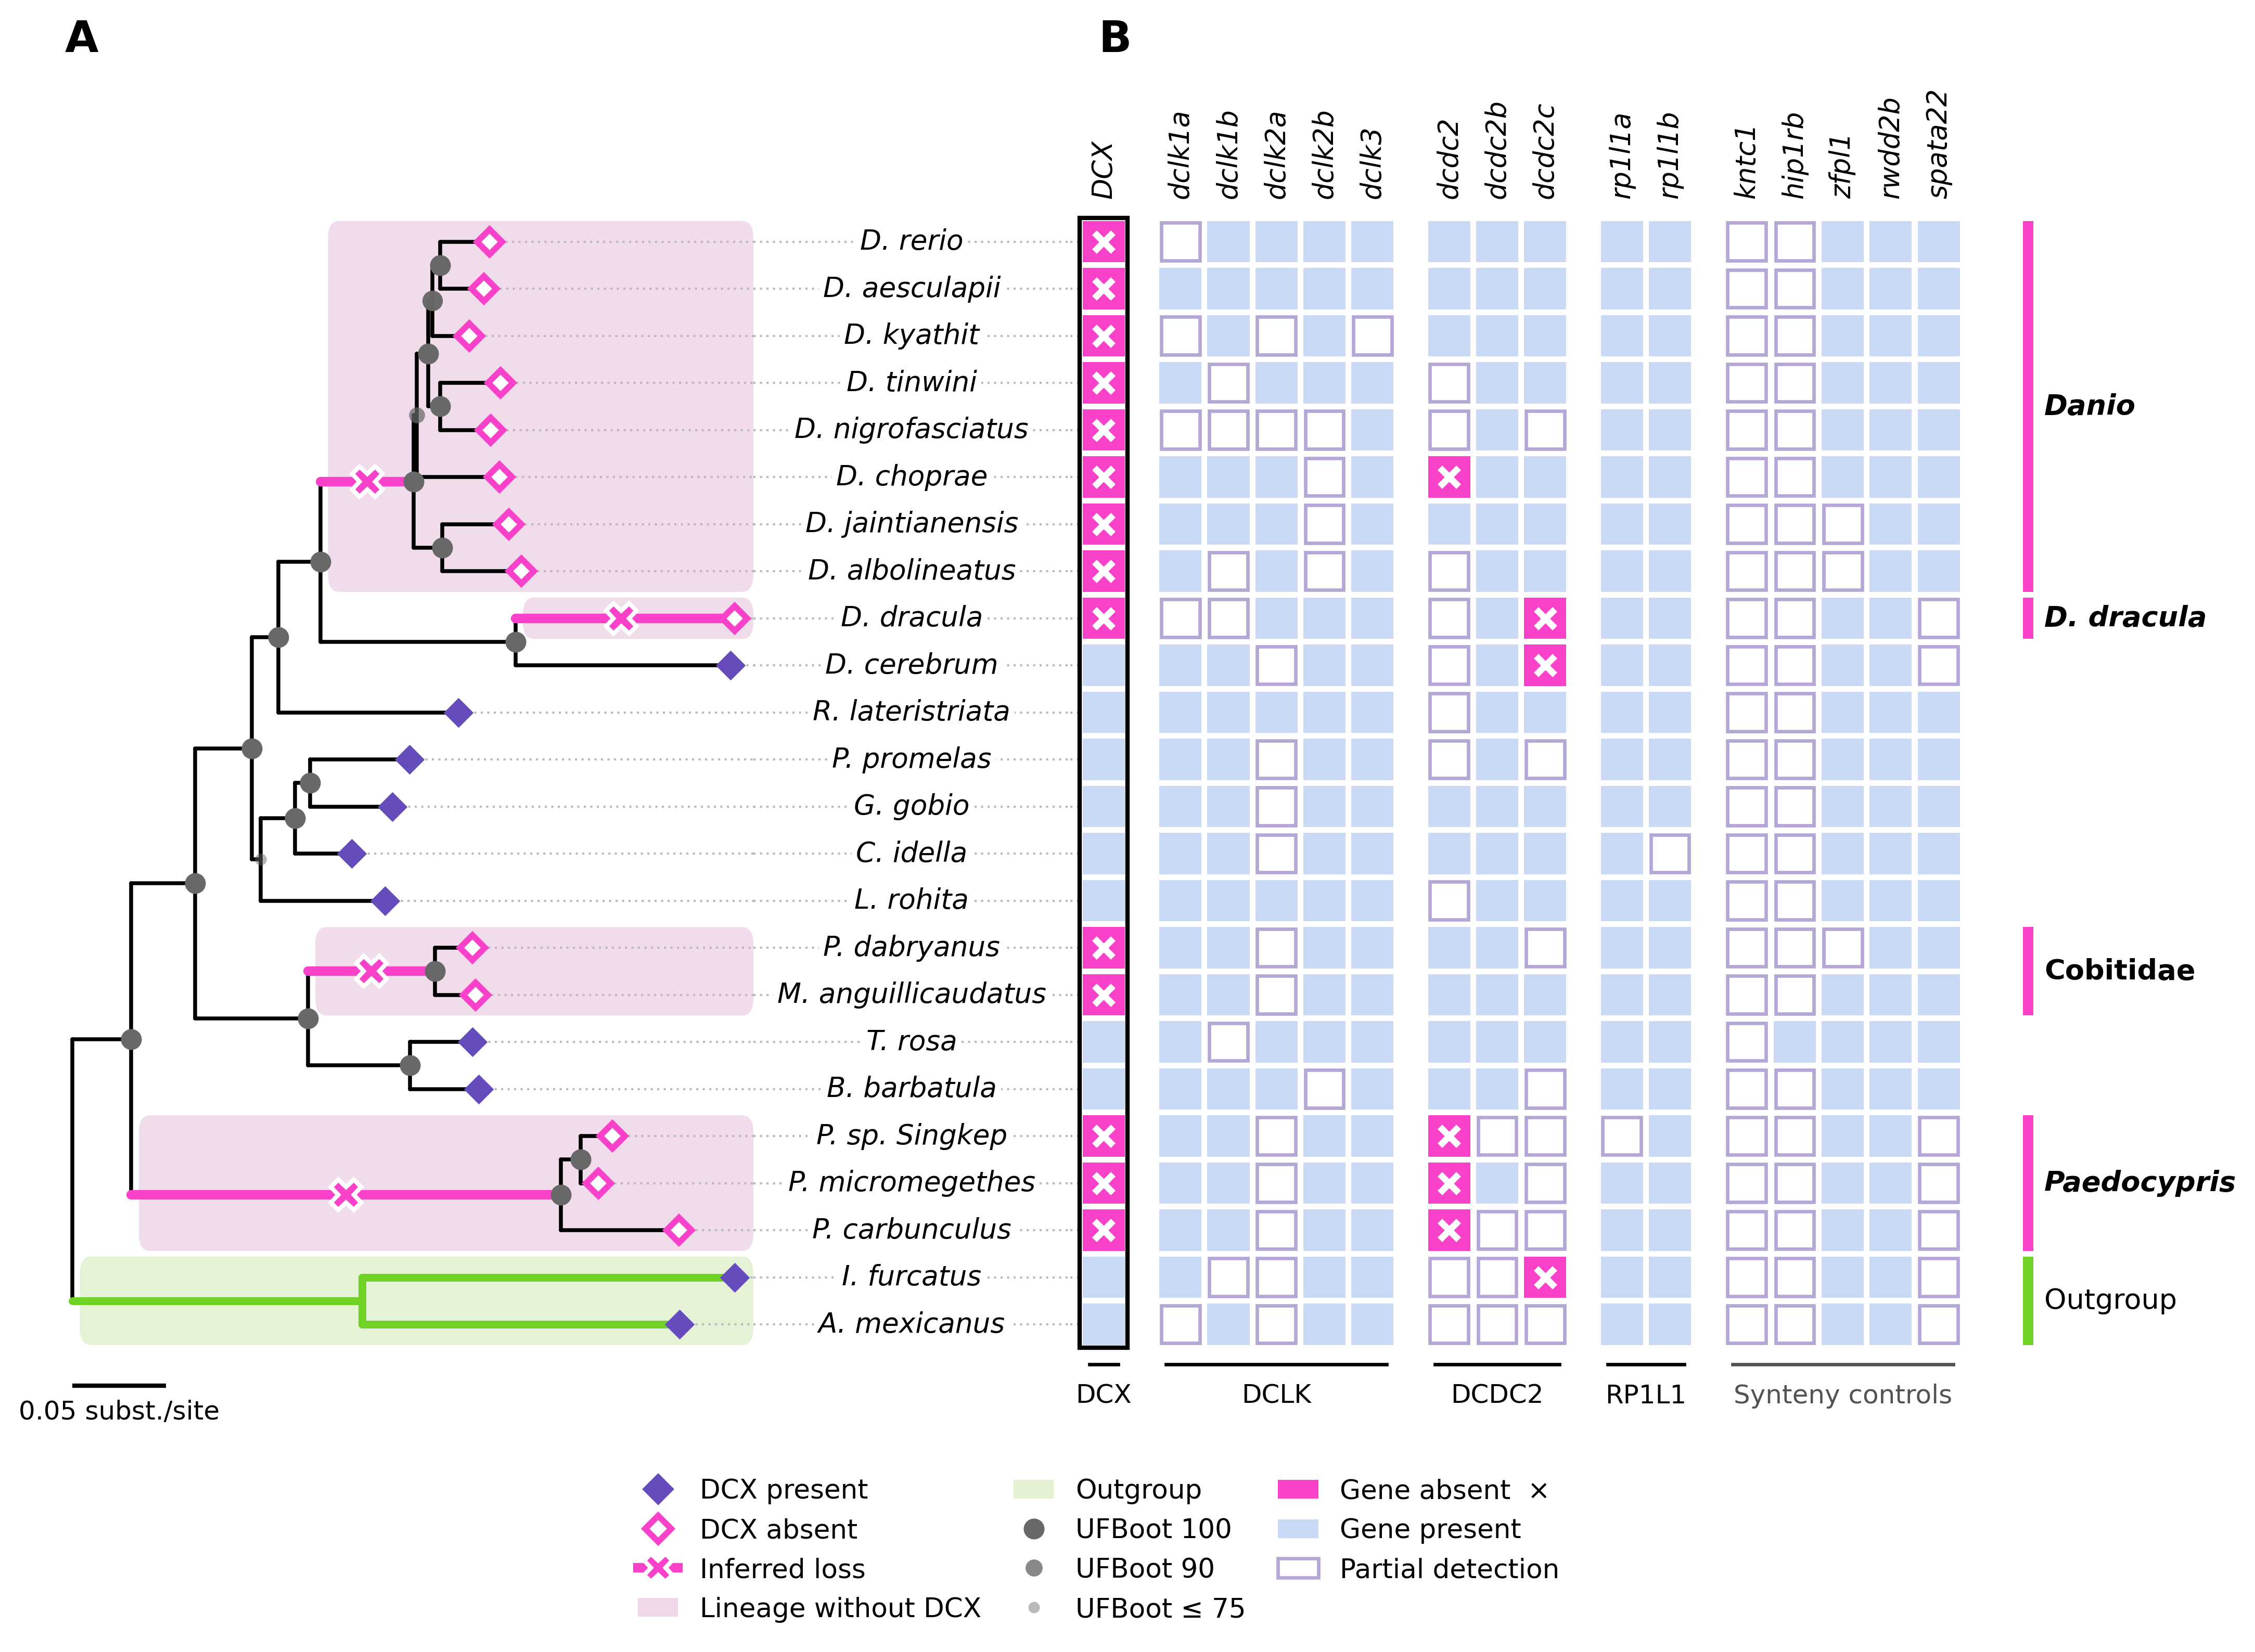 A
B
DCX
dclk1a
dclk1b
dclk2a
dclk2b
dclk3
dcdc2
dcdc2b
dcdc2c
rp1l1a
rp1l1b
kntc1
hip1rb
zfpl1
rwdd2b
spata22
D. rerio
D. aesculapii
D. kyathit
D. tinwini
D. nigrofasciatus
D. choprae
D. jaintianensis
D. albolineatus
D. dracula
D. cerebrum
R. lateristriata
P. promelas
G. gobio
C. idella
L. rohita
P. dabryanus
M. anguillicaudatus
T. rosa
B. barbatula
P. sp. Singkep
P. micromegethes
P. carbunculus
I. furcatus
A. mexicanus
Danio
D. dracula
Cobitidae
Paedocypris
Outgroup
0.05 subst./site
DCX
DCLK
DCDC2
RP1L1
Synteny controls
DCX present
DCX absent
Inferred loss
Lineage without DCX
Outgroup
UFBoot 100
UFBoot 90
UFBoot ≤ 75
Gene absent ×
Gene present
Partial detection